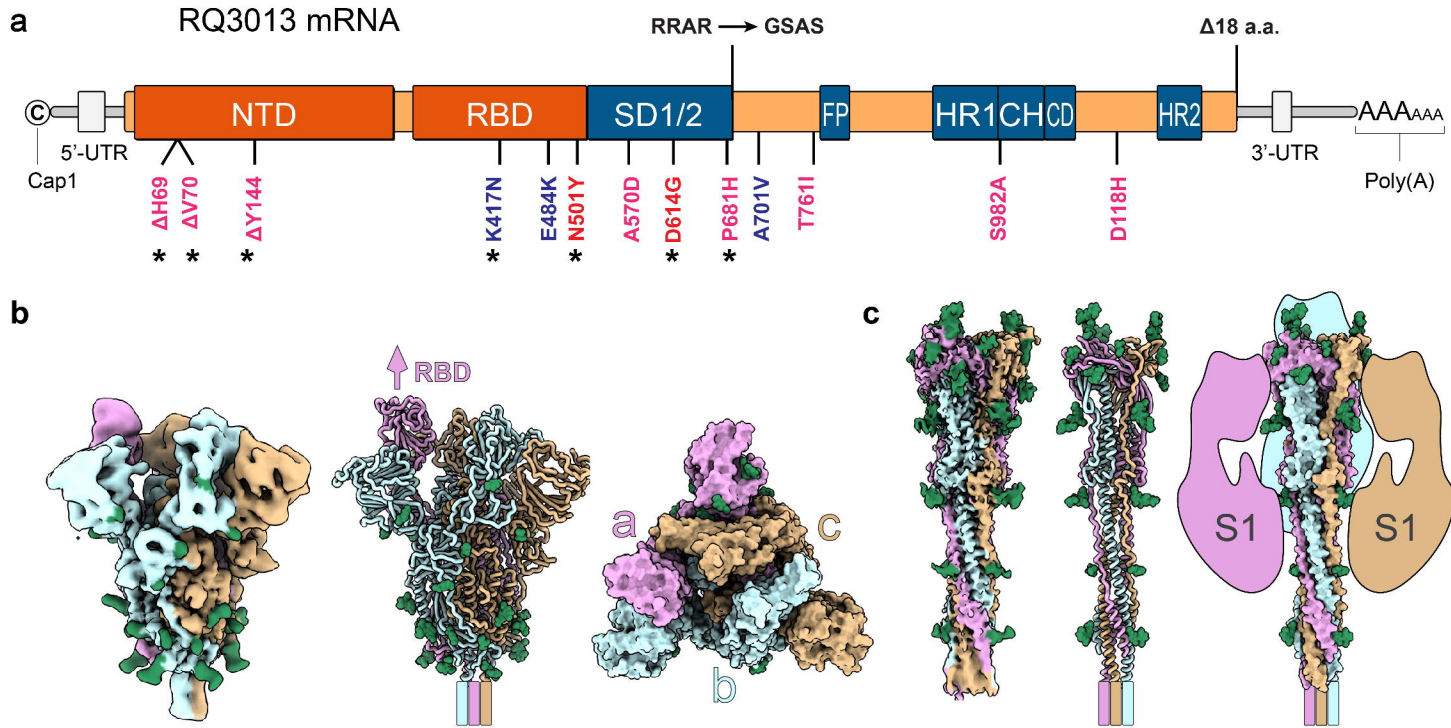 a
RQ3013 mRNA
RRAR → GSAS
Δ18 a.a.
C
NTD
RBD
SD1/2
FP
HR1
CH
CD
HR2
AAAAAA
5'-UTR
3'-UTR
Cap1
Poly(A)
ΔH69
ΔV70
ΔY144
K417N
E484K
N501Y
A570D
D614G
P681H
A701V
T761I
S982A
D118H
* * * * * * *
b
RBD
a
c
b
c
S1
S1